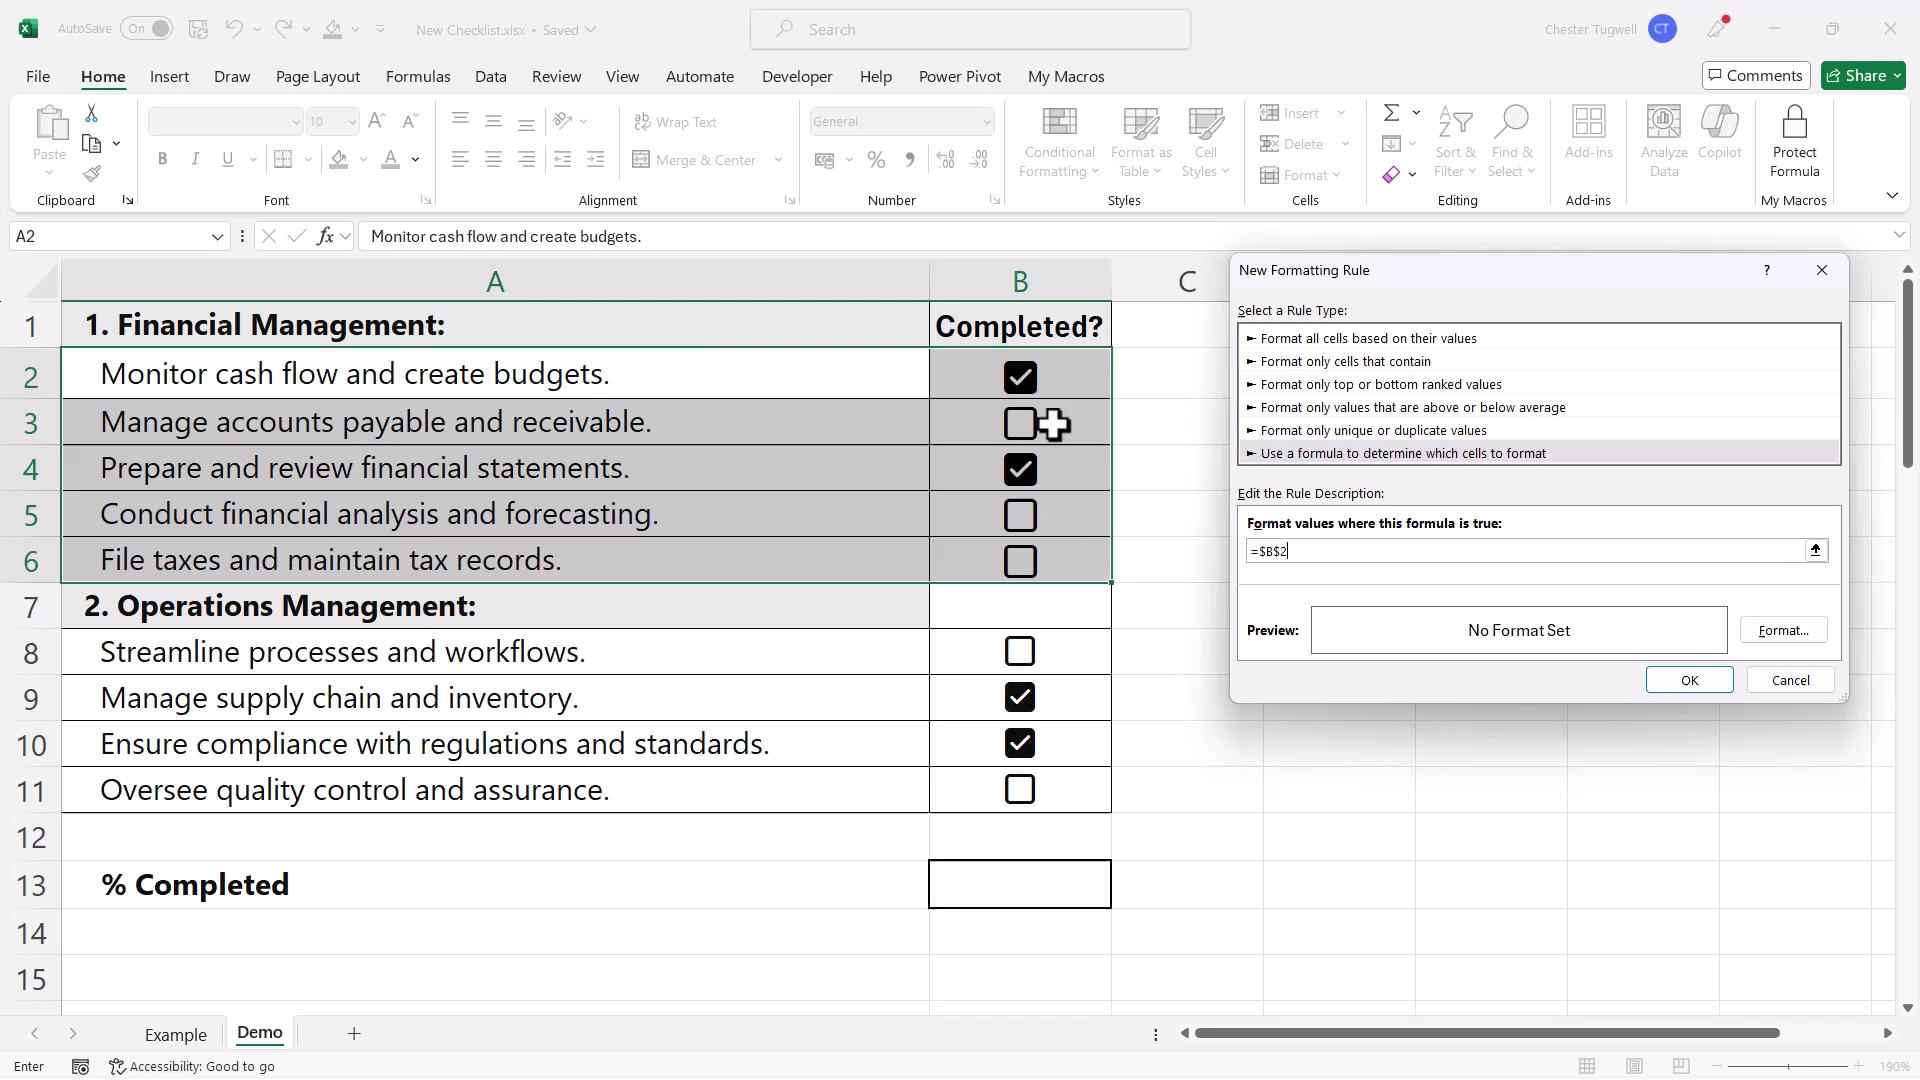 AutoSave On New Checklist.xlsx • Saved Search Chester Tugwell CT
File Home Insert Draw Page Layout Formulas Data Review View Automate Developer Help Power Pivot My Macros Comments Share
Paste 10 B I U ab Wrap Text Merge & Center General % Conditional Formatting Format as Table Cell Styles Insert Delete Format Sort & Filter Find & Select Add-ins Analyze Data Copilot Protect Formula
Clipboard Font Alignment Number Styles Cells Editing Add-ins My Macros
A2 fx Monitor cash flow and create budgets.
A B C
1 1. Financial Management: Completed?
2 Monitor cash flow and create budgets.
3 Manage accounts payable and receivable.
4 Prepare and review financial statements.
5 Conduct financial analysis and forecasting.
6 File taxes and maintain tax records.
7 2. Operations Management:
8 Streamline processes and workflows.
9 Manage supply chain and inventory.
10 Ensure compliance with regulations and standards.
11 Oversee quality control and assurance.
12
13 % Completed
14
15
New Formatting Rule ?
Select a Rule Type:
► Format all cells based on their values
► Format only cells that contain
► Format only top or bottom ranked values
► Format only values that are above or below average
► Format only unique or duplicate values
► Use a formula to determine which cells to format
Edit the Rule Description:
Format values where this formula is true:
=$B$2
Preview: No Format Set Format...
OK Cancel
Example Demo
Enter Accessibility: Good to go 190%